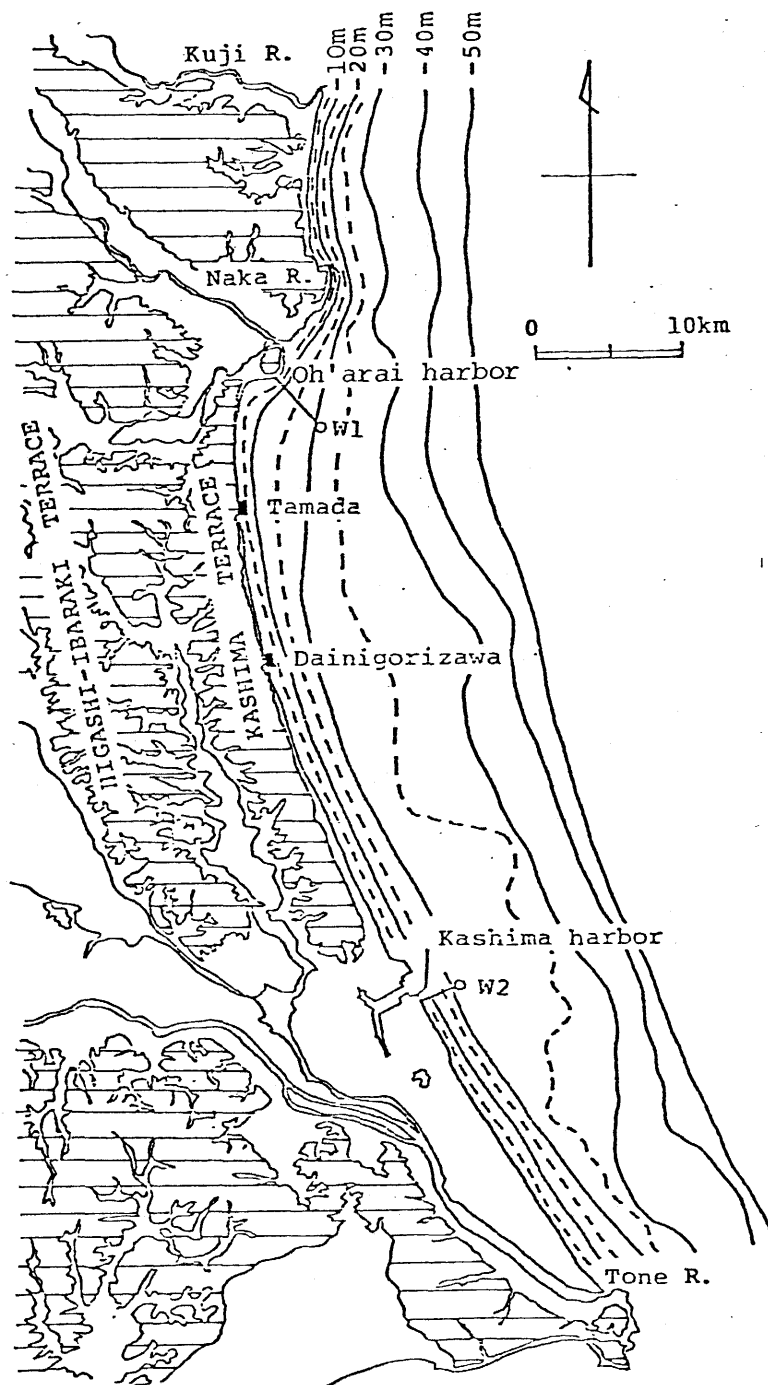 Kuji R.
-10m
-20m
-30m
-40m
-50m
Naka R.
0 10km
Oh arai harbor
W1
Tamada
HIGASHI-IBARAKI TERRACE
KASHIMA TERRACE
Dainigorizawa
Kashima harbor
W2
Tone R.